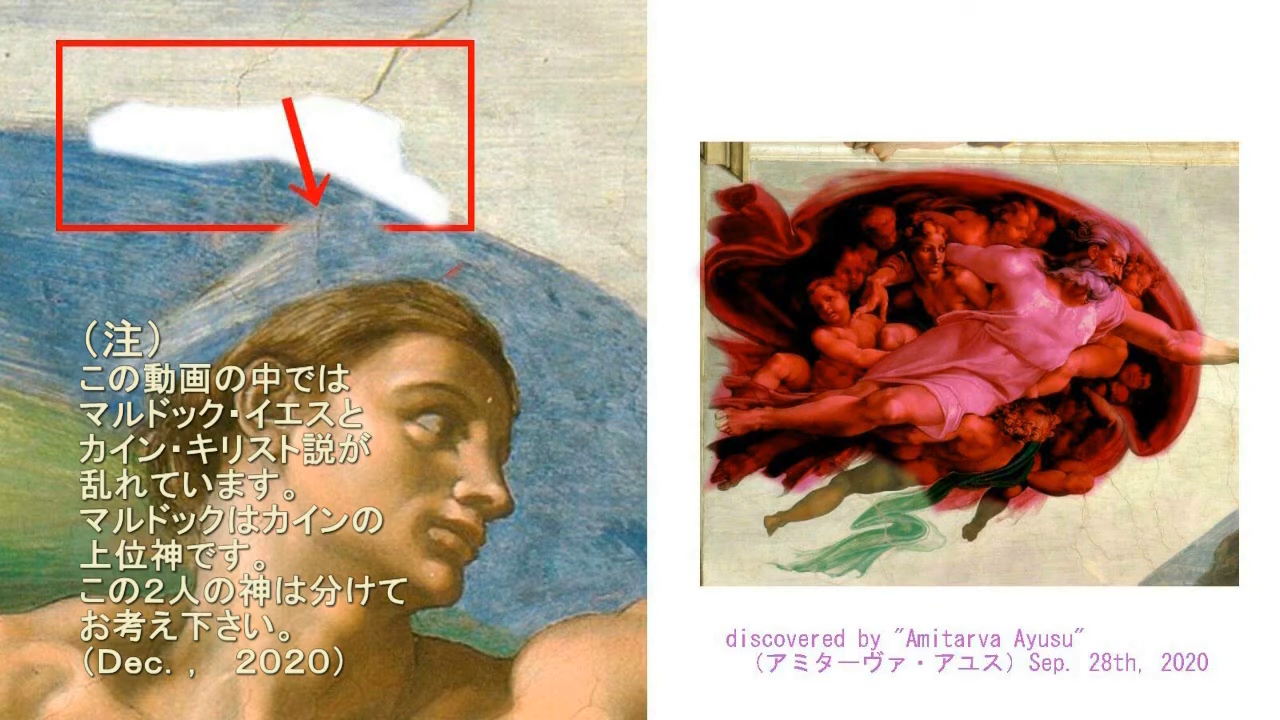 （注）
この動画の中では
マルドック・イエスと
カイン・キリスト説が
乱れています。
マルドックはカインの
上位神です。
この２人の神は分けて
お考え下さい。
（Dec．， ２０２０）
discovered by "Amitarva Ayusu"
（アミターヴァ・アユス）Sep. 28th, 2020